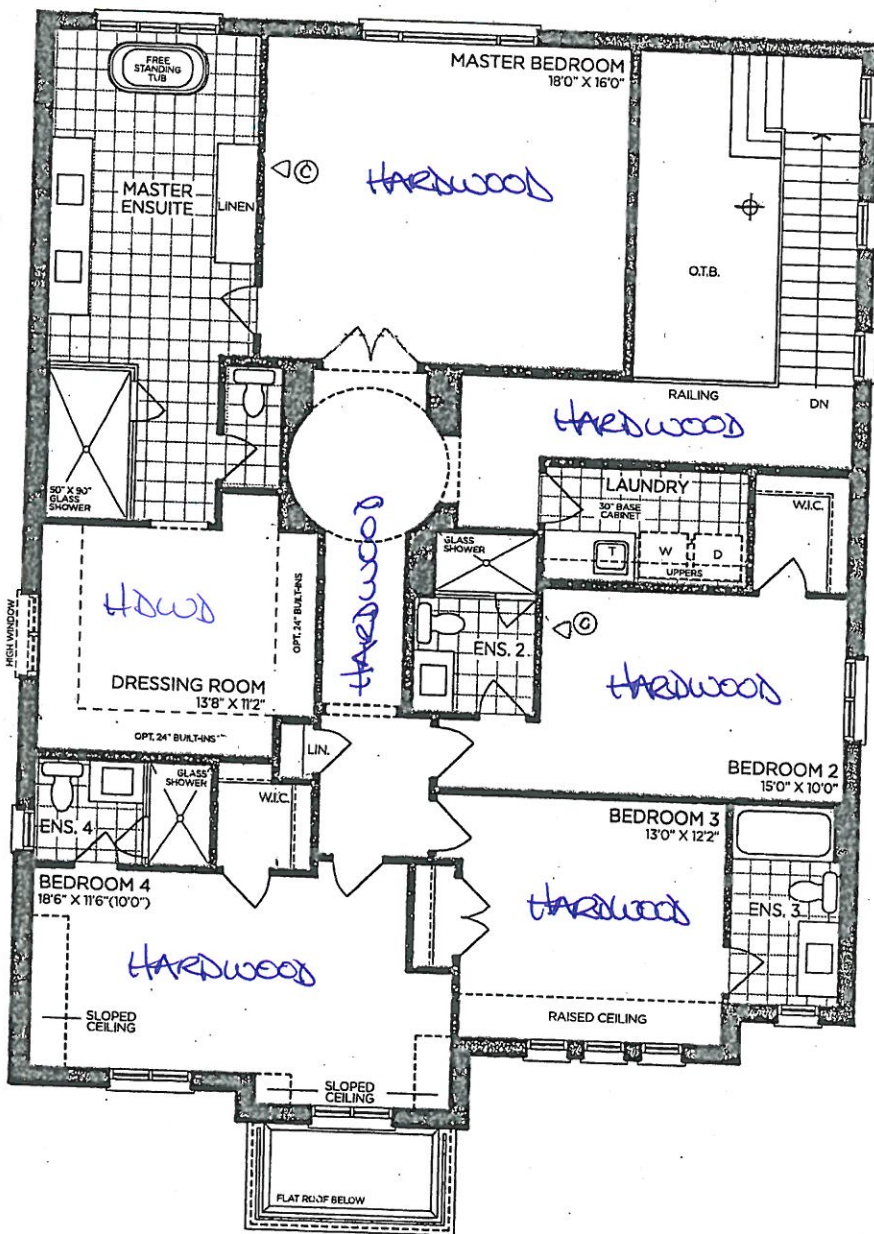 FREE
STANDING
TUB
MASTER BEDROOM
18'0" X 16'0"
MASTER
ENSUITE
LINEN
C
HARDWOOD
O.T.B.
RAILING
DN
HARDWOOD
50" X 90"
GLASS
SHOWER
LAUNDRY
30" BASE
CABINET
W.I.C.
T
W
D
UPPERS
HARDWOOD
GLASS
SHOWER
HIGH WINDOW
HDWD
OPT. 24" BUILT-INS
DRESSING ROOM
13'8" X 11'2"
OPT. 24" BUILT-INS
ENS. 2
C
HARDWOOD
BEDROOM 2
15'0" X 10'0"
LIN.
GLASS
SHOWER
W.I.C.
ENS. 4
BEDROOM 3
13'0" X 12'2"
BEDROOM 4
18'6" X 11'6"(10'0")
HARDWOOD
HARDWOOD
ENS. 3
SLOPED
CEILING
RAISED CEILING
SLOPED
CEILING
FLAT ROOF BELOW